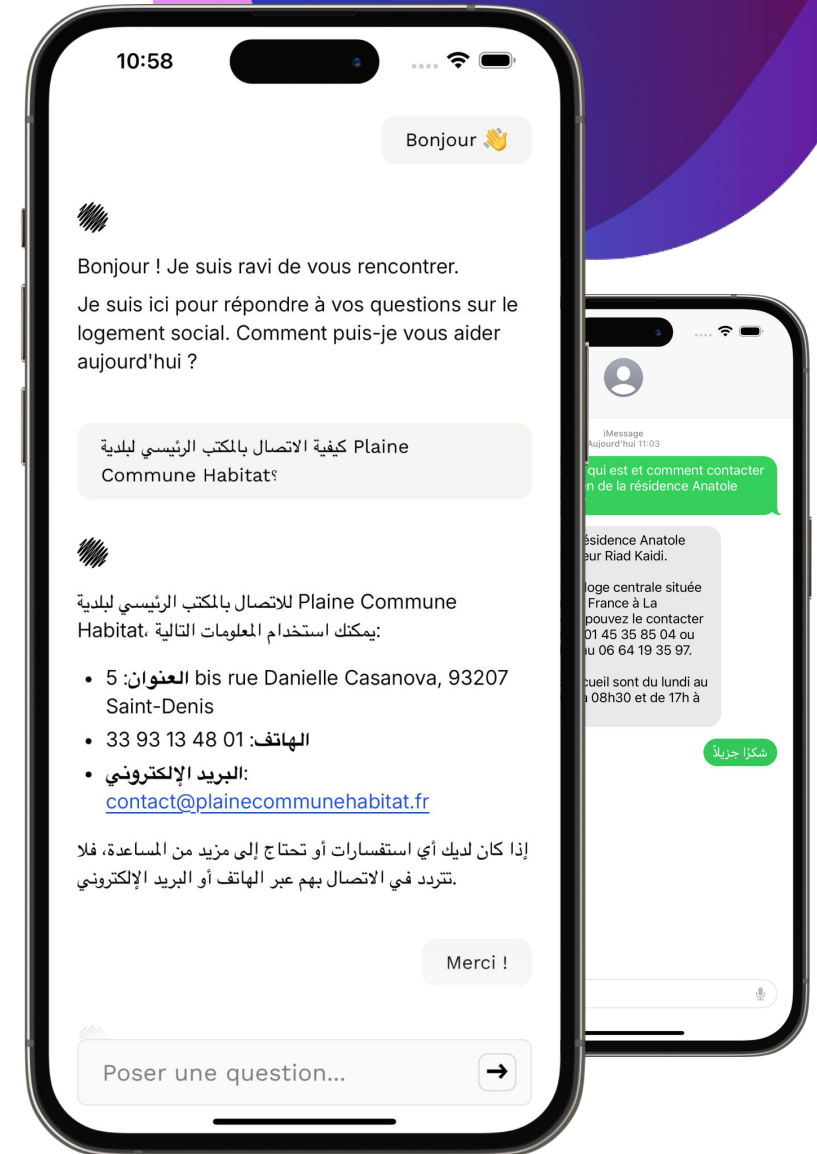 10:58
Bonjour 👋
Bonjour ! Je suis ravi de vous rencontrer.
Je suis ici pour répondre à vos questions sur le
logement social. Comment puis-je vous aider
aujourd'hui ?
كيفية الاتصال بالمكتب الرئيسي لبلدية Plaine
Commune Habitat؟
للاتصال بالمكتب الرئيسي لبلدية Plaine Commune
Habitat، يمكنك استخدام المعلومات التالية:
• العنوان: 5 bis rue Danielle Casanova, 93207
Saint-Denis
• الهاتف: 01 48 13 93 33
• البريد الإلكتروني:
contact@plainecommunehabitat.fr
إذا كان لديك أي استفسارات أو تحتاج إلى مزيد من المساعدة، فلا
تتردد في الاتصال بهم عبر الهاتف أو البريد الإلكتروني.
Merci !
Poser une question...
→
iMessage
Aujourd'hui 11:03
qui est et comment contacter
de la résidence Anatole
Anatole
Riad Kaidi.
loge centrale située
France à La
pouvez le contacter
01 45 35 85 04 ou
06 64 19 35 97.
sont du lundi au
08h30 et de 17h à
شكرًا جزيلاً